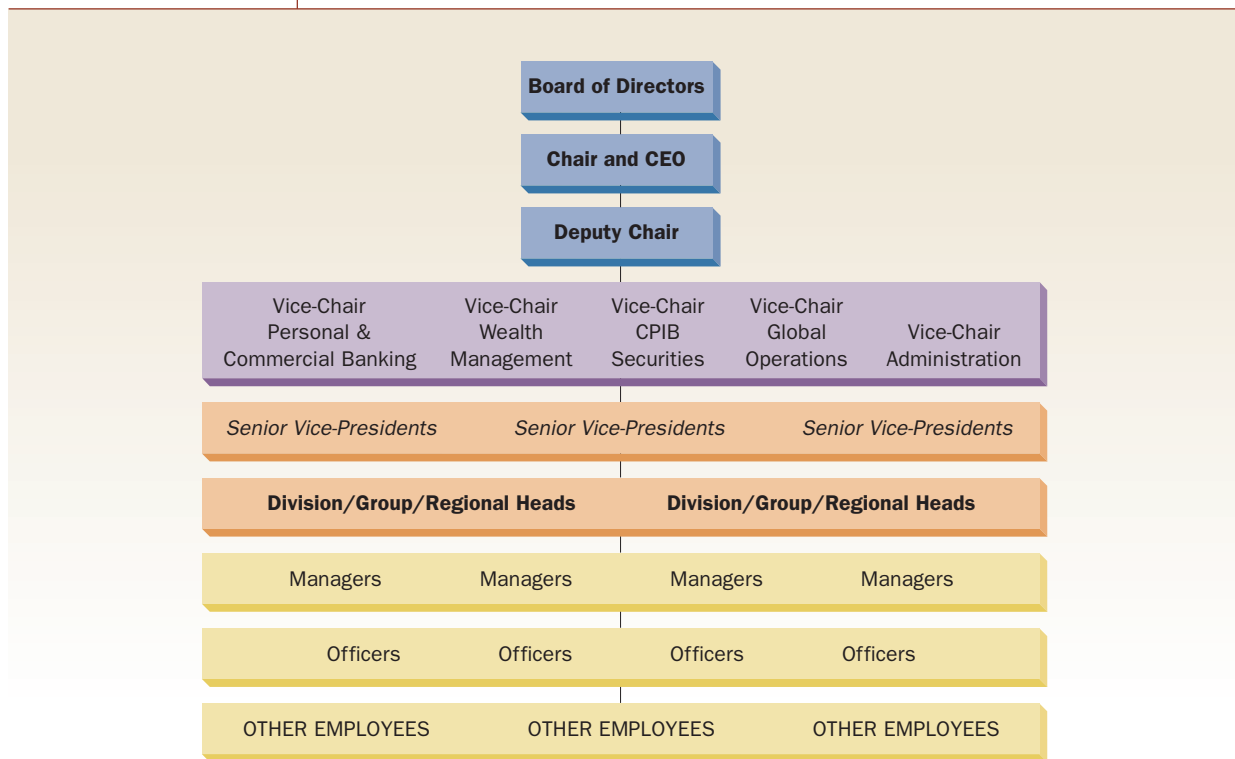 Board of Directors
Chair and CEO
Deputy Chair
Vice-Chair
Personal &
Commercial Banking
Vice-Chair
Wealth
Management
Vice-Chair
CPIB
Securities
Vice-Chair
Global
Operations
Vice-Chair
Administration
Senior Vice-Presidents Senior Vice-Presidents Senior Vice-Presidents
Division/Group/Regional Heads Division/Group/Regional Heads
Managers Managers Managers Managers
Officers Officers Officers Officers
OTHER EMPLOYEES OTHER EMPLOYEES OTHER EMPLOYEES